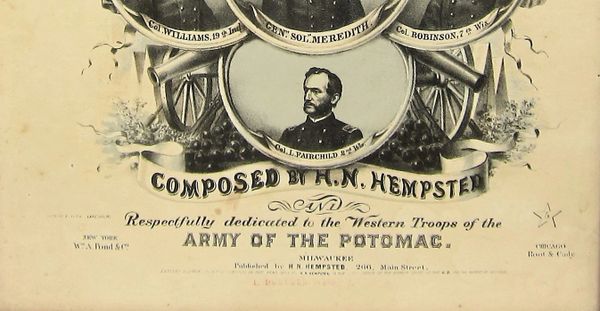 Col. WILLIAMS, 19th Ind.
GENl. SOL. MEREDITH.
Col. ROBINSON, 7th Wis.
Col. L. FAIRCHILD 2nd Wis.
COMPOSED BY H.N. HEMPSTED
AND
Respectfully dedicated to the Western Troops of the
ARMY OF THE POTOMAC.
NEW YORK
Wm. A. Pond & Co.
MILWAUKEE
Published by H.N. HEMPSTED, 266, Main Street.
CHICAGO
Root & Cady